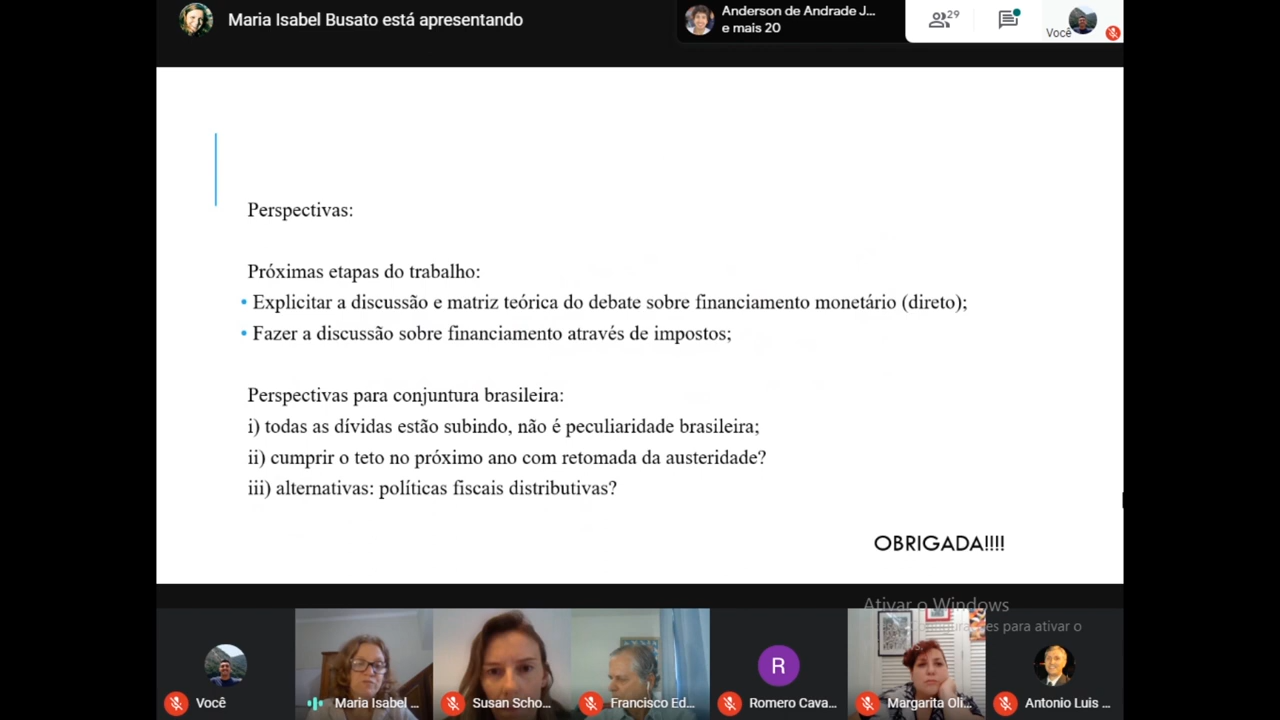 Maria Isabel Busato está apresentando
Anderson de Andrade J...
e mais 20
29
Você
Perspectivas:
Próximas etapas do trabalho:
• Explicitar a discussão e matriz teórica do debate sobre financiamento monetário (direto);
• Fazer a discussão sobre financiamento através de impostos;
Perspectivas para conjuntura brasileira:
i) todas as dívidas estão subindo, não é peculiaridade brasileira;
ii) cumprir o teto no próximo ano com retomada da austeridade?
iii) alternativas: políticas fiscais distributivas?
OBRIGADA!!!!
Ativar o Windows
es para ativar o
R
Você
Maria Isabel ...
Susan Scho...
Francisco Ed...
Romero Cava...
Margarita Oli...
Antonio Luis ...